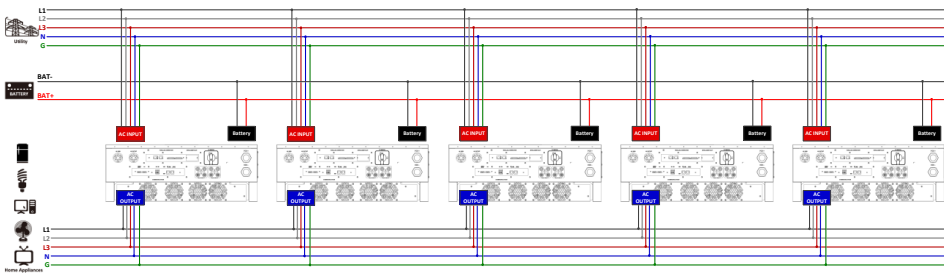 L1
L2
L3
N
G
Utility
BAT-
BATTERY
BAT+
AC INPUT
Battery
AC INPUT
Battery
AC INPUT
Battery
AC INPUT
Battery
AC INPUT
Battery
AC
OUTPUT
AC
OUTPUT
AC
OUTPUT
AC
OUTPUT
AC
OUTPUT
L1
L2
L3
N
G
Home Appliances